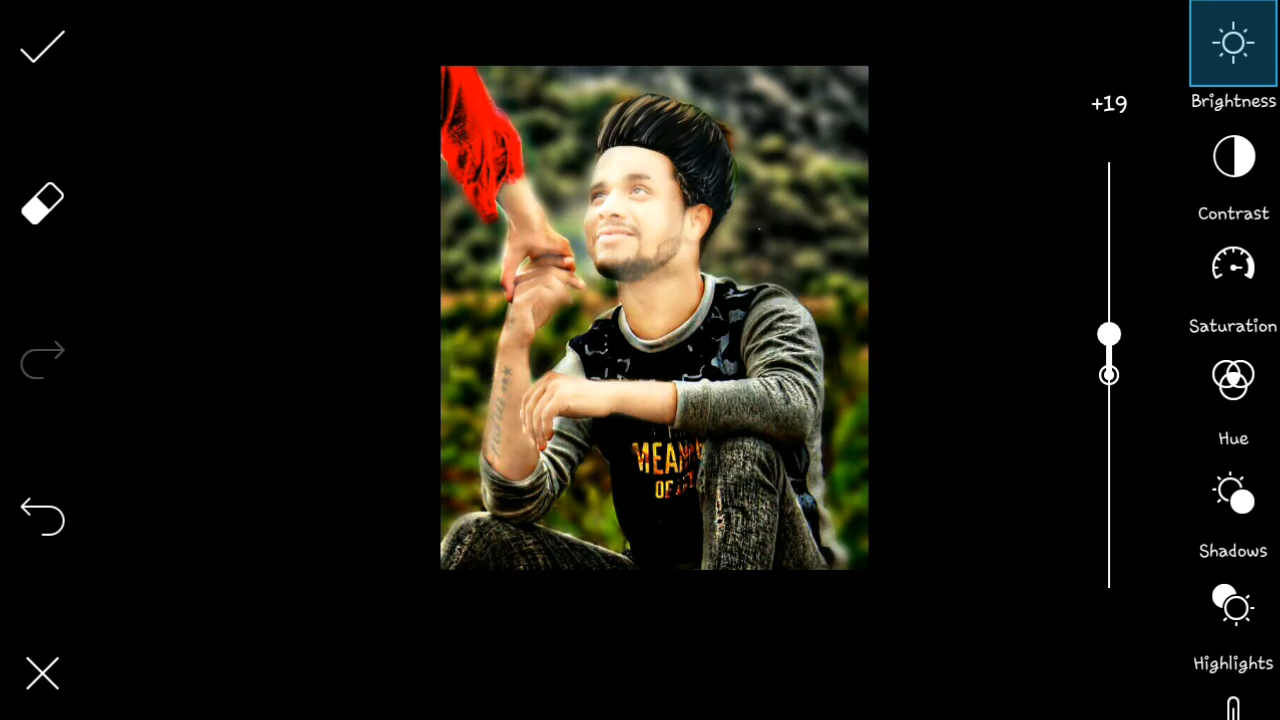 +19
Brightness
Contrast
Saturation
Hue
Shadows
Highlights
MEAN
OF